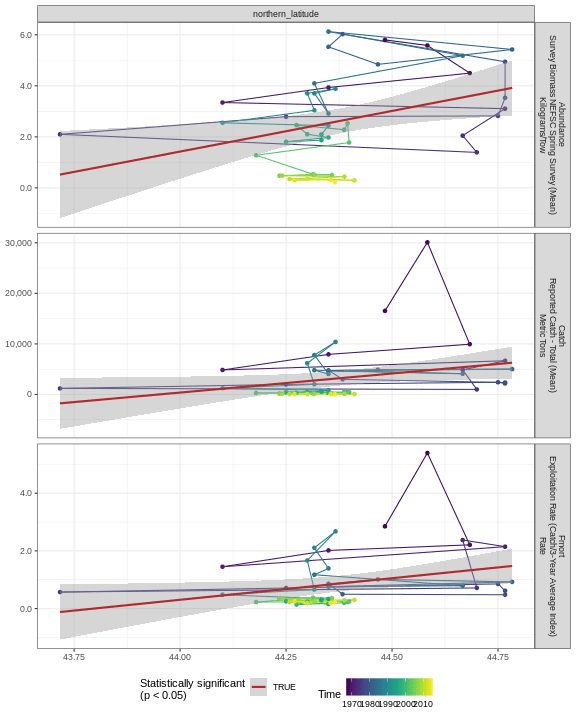 northern_latitude
6.0
4.0
2.0
0.0
Abundance
Survey Biomass NEFSC Spring Survey (Mean)
Kilograms/tow
30,000
20,000
10,000
0
Catch
Reported Catch - Total (Mean)
Metric Tons
4.0
2.0
0.0
Fmort
Exploitation Rate (Catch/3-Year Average Index)
Rate
43.75
44.00
44.25
44.50
44.75
Statistically significant
(p < 0.05)
TRUE
Time
1970 1980 1990 2000 2010